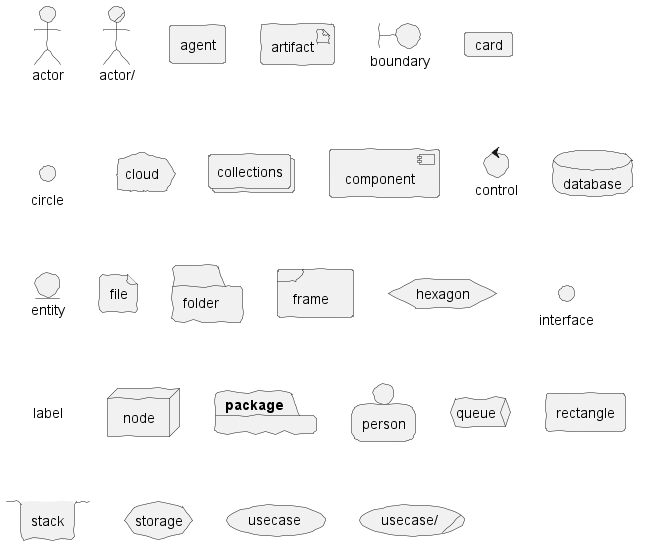 actor
actor/
agent
artifact
boundary
card
circle
cloud
collections
component
control
database
entity
file
folder
frame
hexagon
interface
label
node
package
person
queue
rectangle
stack
storage
usecase
usecase/